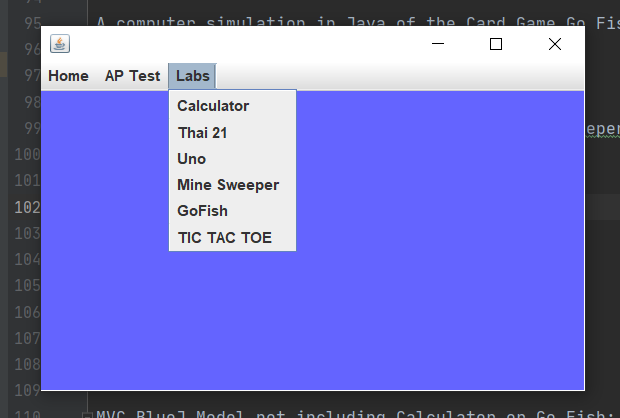 95 A computer simulation in Java of the Card Game Go Fis
96
97
98
99 eper
100
101
102
103
104
105
106
107
108
109
110 MVC BlueJ Model not including Calculator or Go Fish:
Home AP Test Labs
Calculator
Thai 21
Uno
Mine Sweeper
GoFish
TIC TAC TOE